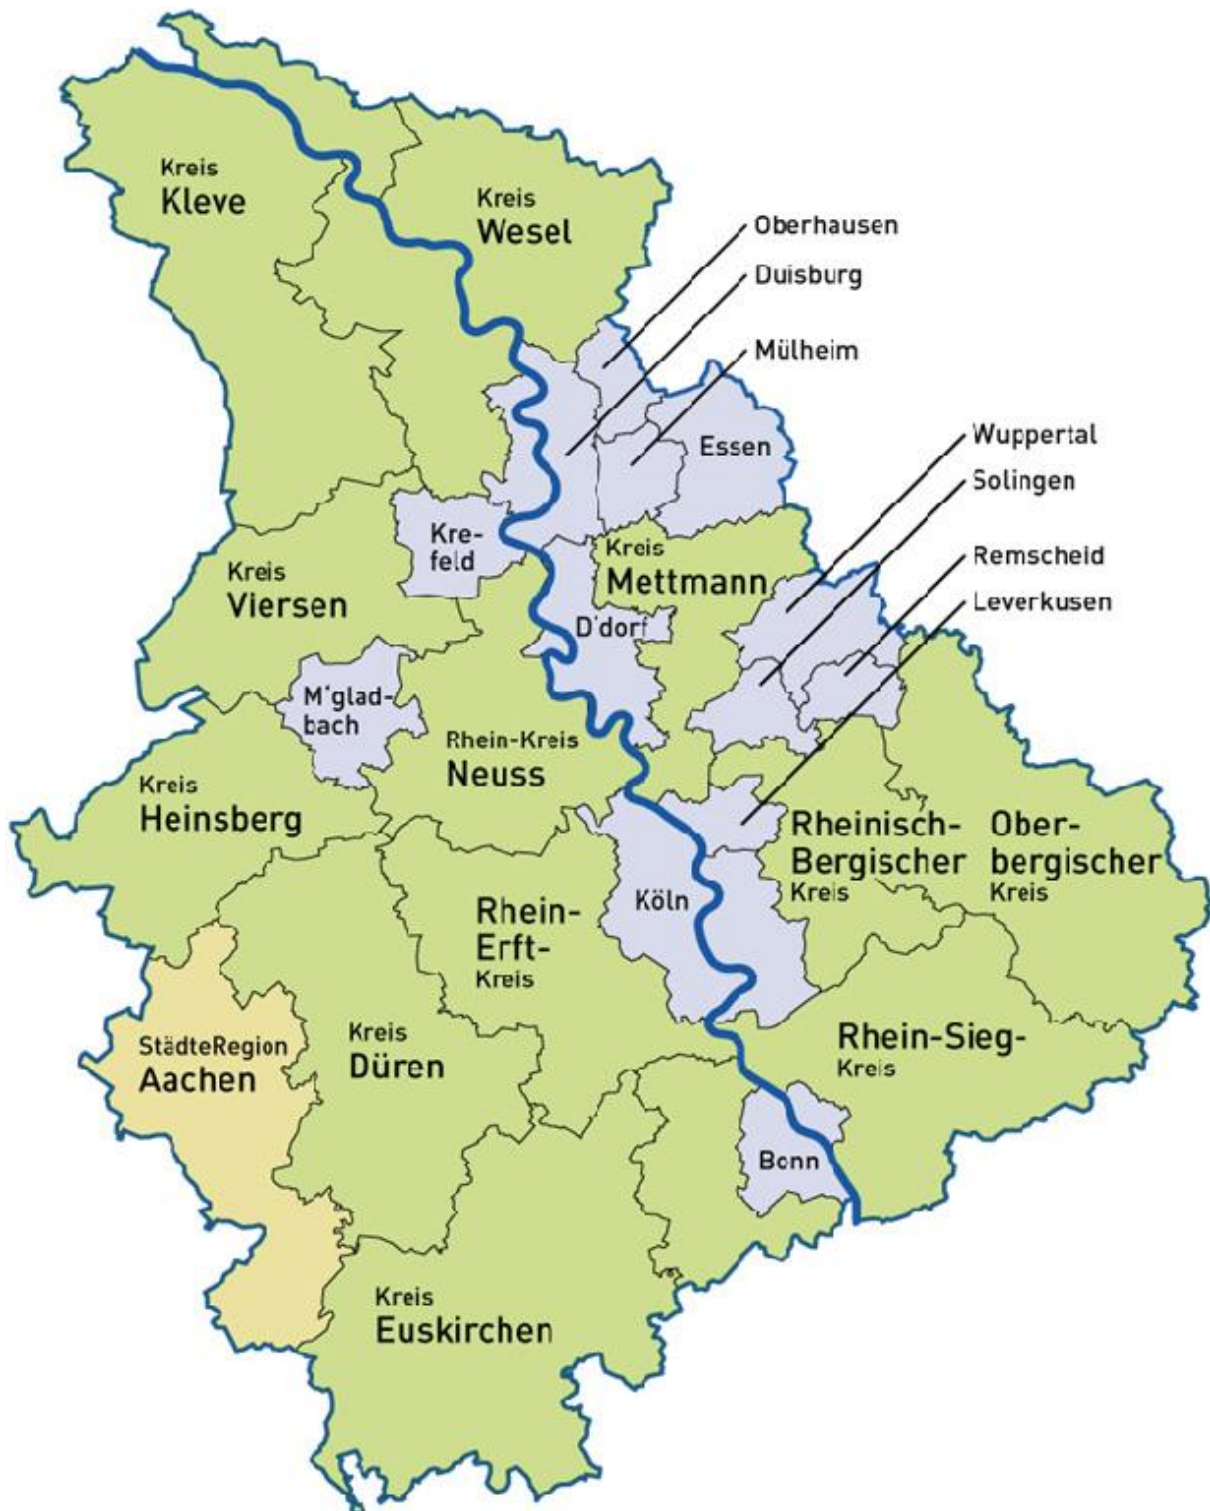 Kreis
Kleve
Kreis
Wesel
Oberhausen
Duisburg
Mülheim
Essen
Wuppertal
Solingen
Remscheid
Leverkusen
Kre-
feld
Kreis
Mettmann
Kreis
Viersen
D'dorf
M'glad-
bach
Rhein-Kreis
Neuss
Kreis
Heinsberg
Rheinisch-
Bergischer
Kreis
Ober-
bergischer
Kreis
Köln
Rhein-
Erft-
Kreis
StädteRegion
Aachen
Kreis
Düren
Rhein-Sieg-
Kreis
Bonn
Kreis
Euskirchen